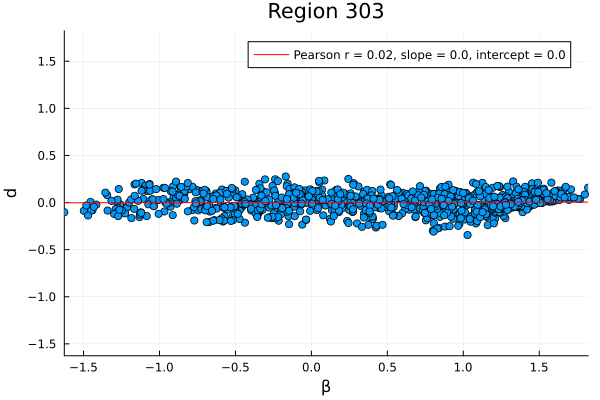 Region 303
Pearson r = 0.02, slope = 0.0, intercept = 0.0
1.5
1.0
0.5
0.0
−0.5
−1.0
−1.5
d
−1.5 −1.0 −0.5 0.0 0.5 1.0 1.5
β